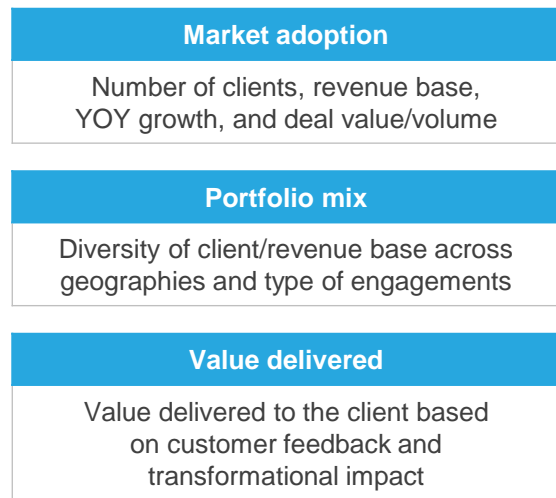 Market adoption
Number of clients, revenue base,
YOY growth, and deal value/volume
Portfolio mix
Diversity of client/revenue base across
geographies and type of engagements
Value delivered
Value delivered to the client based
on customer feedback and
transformational impact